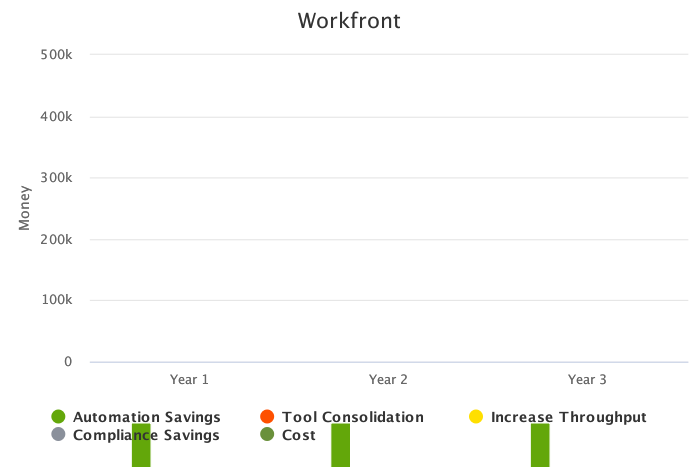 Workfront
500k
400k
300k
200k
100k
0
Money
Year 1 Year 2 Year 3
Automation Savings Tool Consolidation Increase Throughput
Compliance Savings Cost